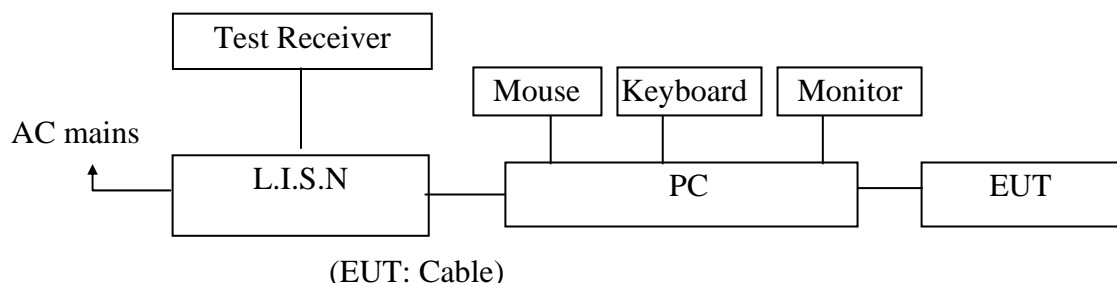 Test Receiver
Mouse
Keyboard
Monitor
AC mains
L.I.S.N
PC
EUT
(EUT: Cable)